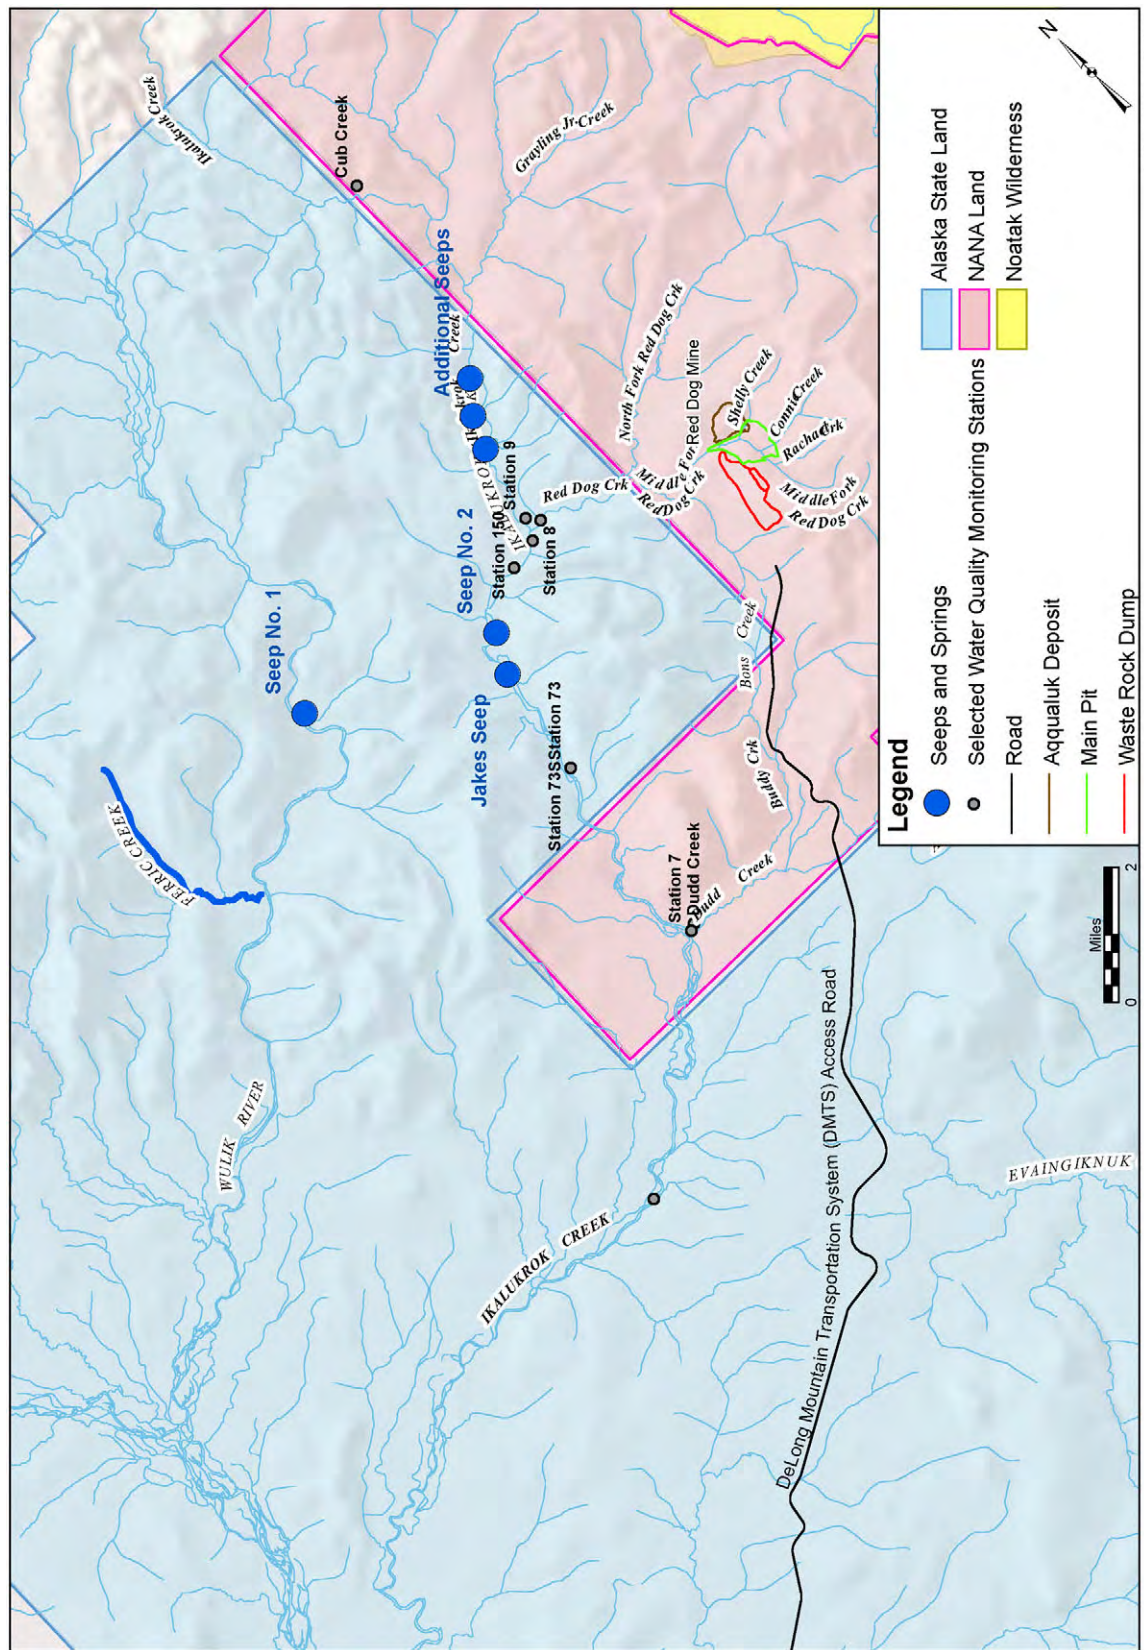 Ikalukrok Creek
Cub Creek
Grayling Jr Creek
Additional Seeps
Creek
Station 9
North Fork Red Dog Crk
Red Dog Mine
Shelly Creek
Connie Creek
Rachael Crk
Middle Fork
Red Dog Crk
Middle For
Red Dog Crk
Red Dog Crk
Station 150
Station 8
Seep No. 2
Seep No. 1
Jakes Seep
Station 73S
Station 73
Bons Creek
Buddy Crk
FERRIC CREEK
Station 7
Dudd Creek
Dudd Creek
WULIK RIVER
IKALUKROK CREEK
DeLong Mountain Transportation System (DMTS) Access Road
EVAINGIKNUK
N
Legend
Seeps and Springs
Selected Water Quality Monitoring Stations
Road
Aqqualuk Deposit
Main Pit
Waste Rock Dump
Alaska State Land
NANA Land
Noatak Wilderness
Miles
0 2